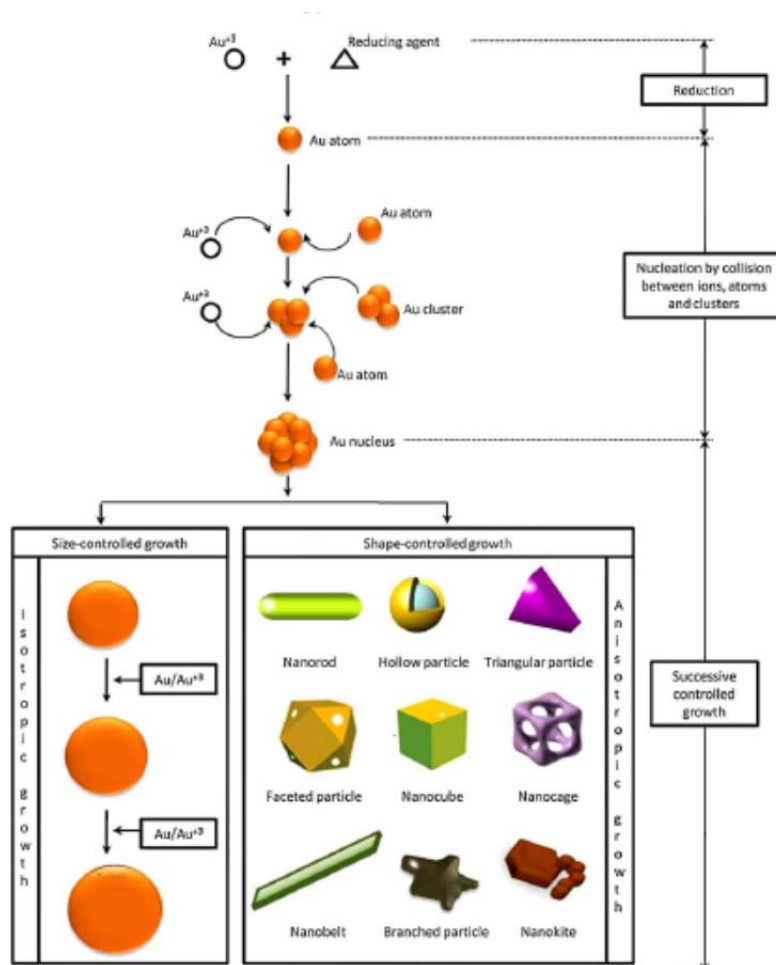 Au+3
+
Reducing agent
Reduction
Au atom
Au+3
Au atom
Nucleation by collision
between ions, atoms
and clusters
Au+3
Au cluster
Au atom
Au nucleus
Size-controlled growth
Shape-controlled growth
Isotropic growth
Anisotropic growth
Nanorod
Hollow particle
Triangular particle
Au/Au+3
Successive
controlled
growth
Faceted particle
Nanocube
Nanocage
Au/Au+3
Nanobelt
Branched particle
Nanokite